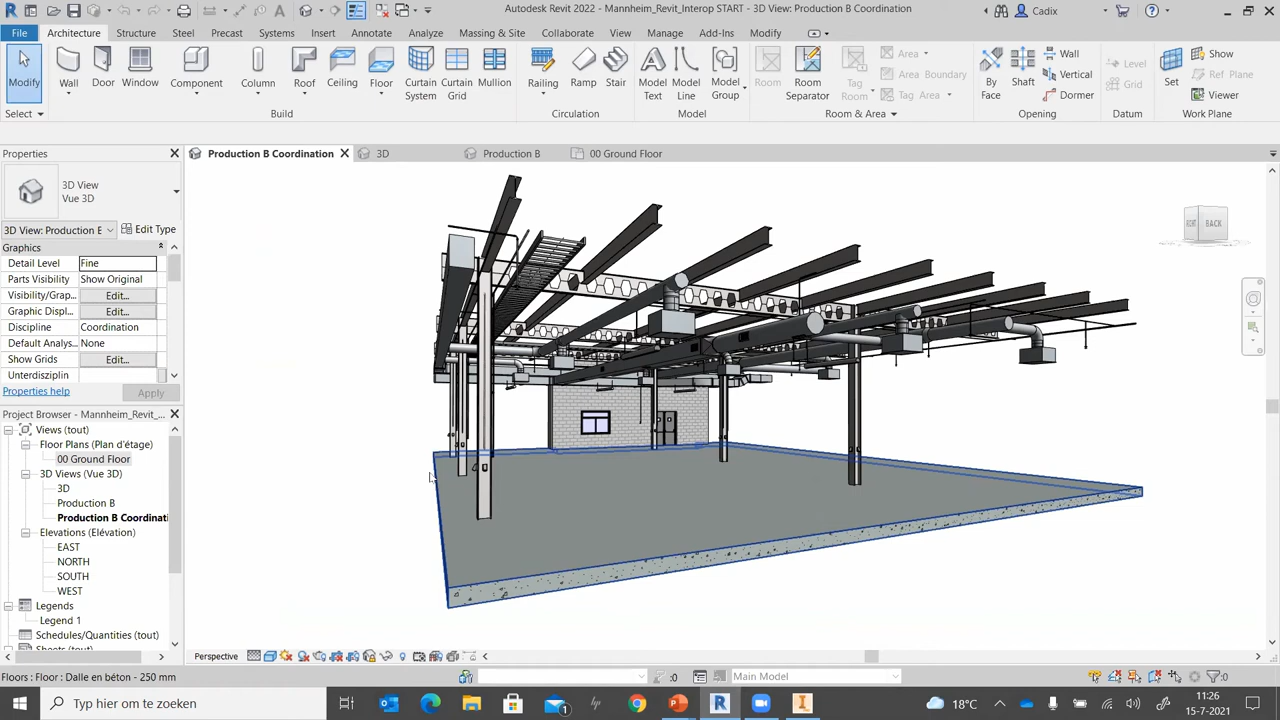 Autodesk Revit 2022 - Mannheim_Revit_Interop START - 3D View: Production B Coordination
Cadix
File Architecture Structure Steel Precast Systems Insert Annotate Analyze Massing & Site Collaborate View Manage Add-Ins Modify
Modify Wall Door Window Component Column Roof Ceiling Floor Curtain System Curtain Grid Mullion Railing Ramp Stair Model Text Model Line Model Group Room Room Separator Tag Room
Area
Area Boundary
Tag Area
By Face
Shaft
Wall
Vertical
Dormer
Level
Grid
Set
Show
Ref Plane
Viewer
Select Build Circulation Model Room & Area Opening Datum Work Plane
Properties
Production B Coordination 3D Production B 00 Ground Floor
3D View
Vue 3D
3D View: Production E Edit Type
Graphics
Detail Level Fine
Parts Visibility Show Original
Visibility/Grap... Edit...
Graphic Displ... Edit...
Discipline Coordination
Default Analys... None
Show Grids Edit...
Unterdisziplin
Properties help Apply
Project Browser - Mannheim_Revit_...
Views (tout)
Floor Plans (Plan d'étage)
00 Ground Floor
3D Views (Vue 3D)
3D
Production B
Production B Coordinati
Elevations (Elévation)
EAST
NORTH
SOUTH
WEST
Legends
Legend 1
Schedules/Quantities (tout)
Sheets (tout)
BACK
Perspective
Floors : Floor : Dalle en béton - 250 mm
:0 Main Model :0
Typ hier om te zoeken
1
18°C
11:26
15-7-2021